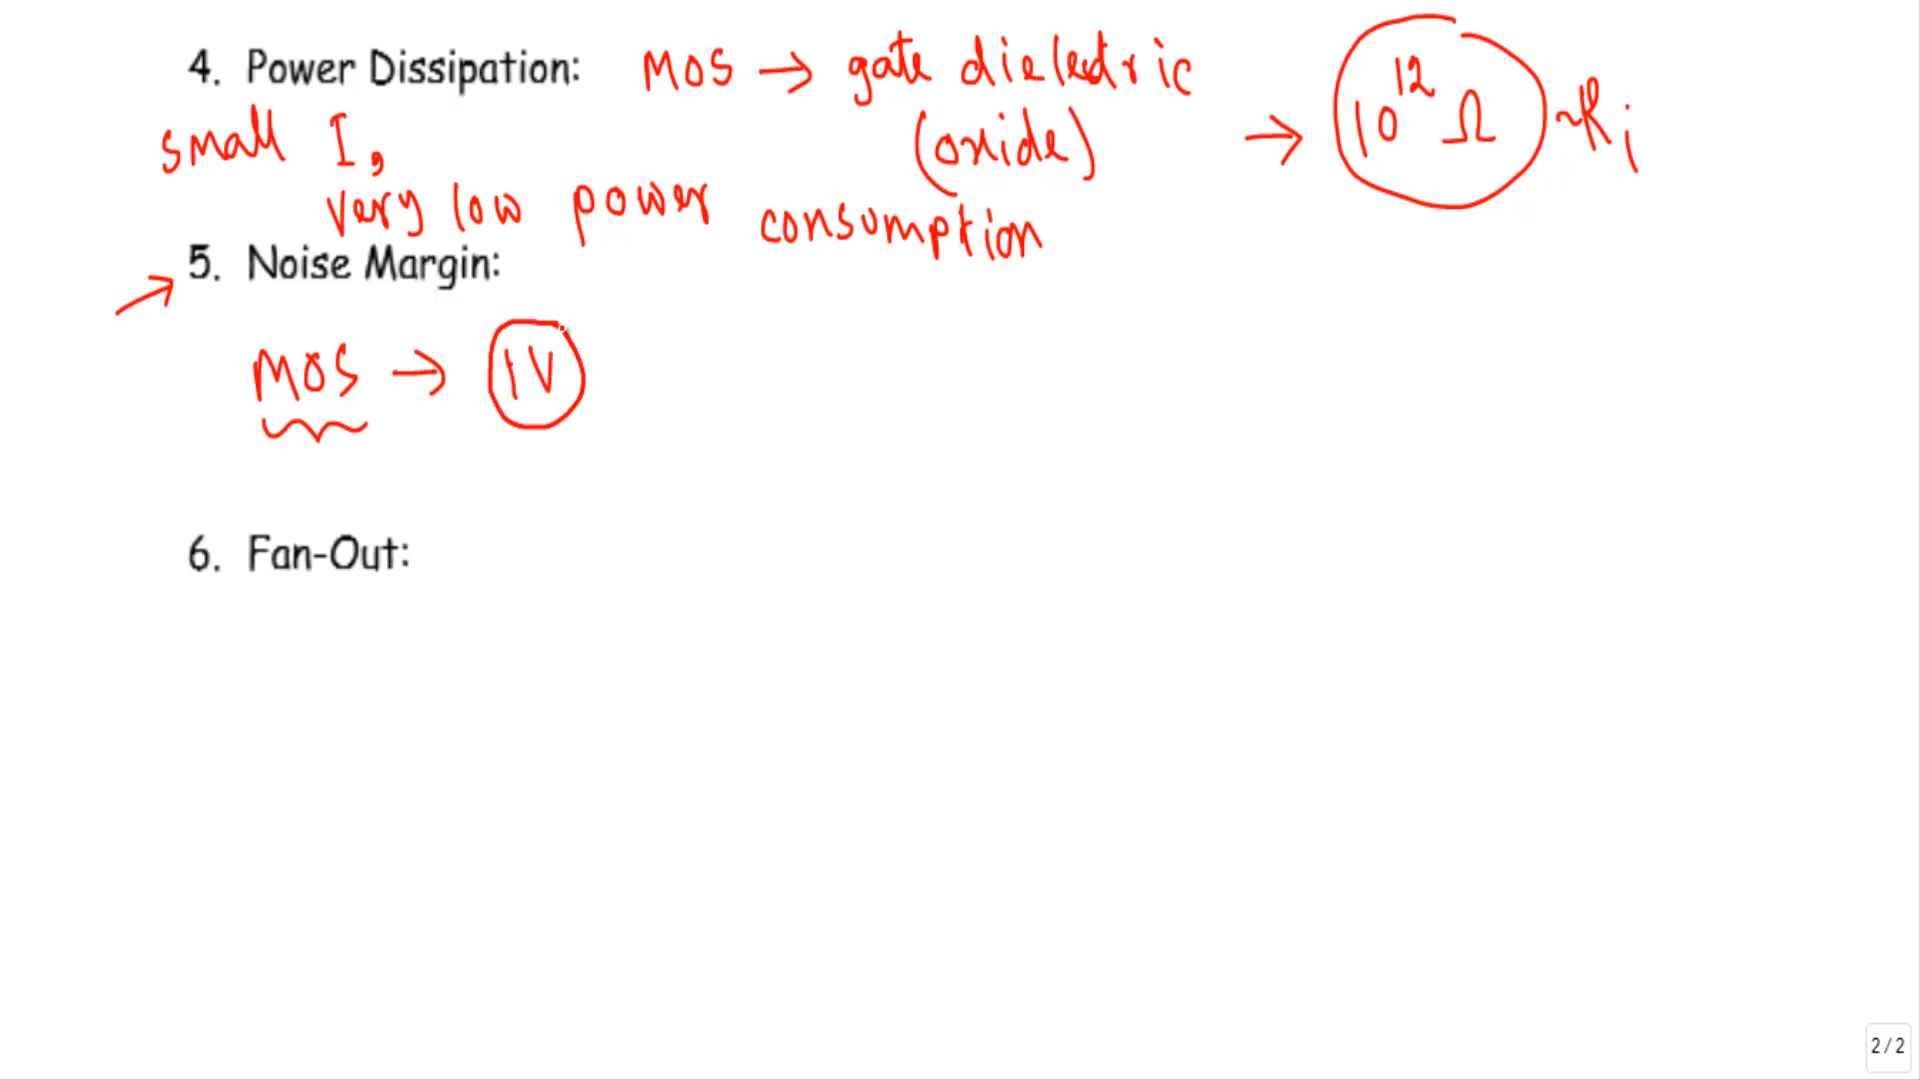 4. Power Dissipation: MOS → gate dielectric
(oxide) → 10¹² Ω ~Ri
small I,
very low power consumption
5. Noise Margin:
MOS → 1V
6. Fan-Out:
2/2